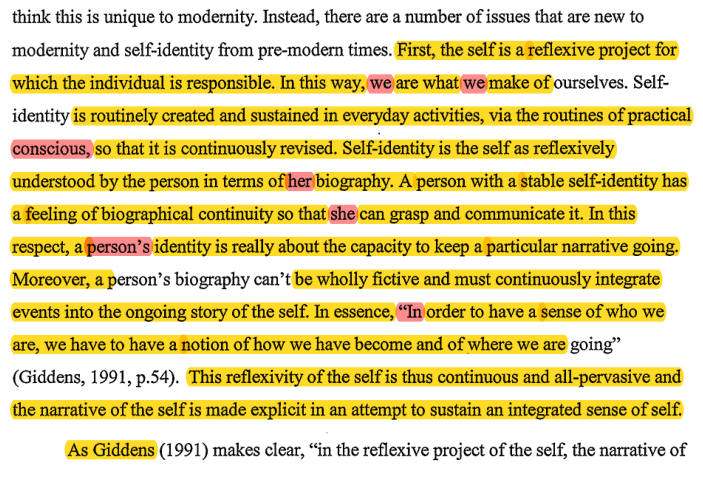 think this is unique to modernity. Instead, there are a number of issues that are new to
modernity and self-identity from pre-modern times. First, the self is a reflexive project for
which the individual is responsible. In this way, we are what we make of ourselves. Self-
identity is routinely created and sustained in everyday activities, via the routines of practical
conscious, so that it is continuously revised. Self-identity is the self as reflexively
understood by the person in terms of her biography. A person with a stable self-identity has
a feeling of biographical continuity so that she can grasp and communicate it. In this
respect, a person's identity is really about the capacity to keep a particular narrative going.
Moreover, a person's biography can't be wholly fictive and must continuously integrate
events into the ongoing story of the self. In essence, “In order to have a sense of who we
are, we have to have a notion of how we have become and of where we are going”
(Giddens, 1991, p.54). This reflexivity of the self is thus continuous and all-pervasive and
the narrative of the self is made explicit in an attempt to sustain an integrated sense of self.
As Giddens (1991) makes clear, “in the reflexive project of the self, the narrative of